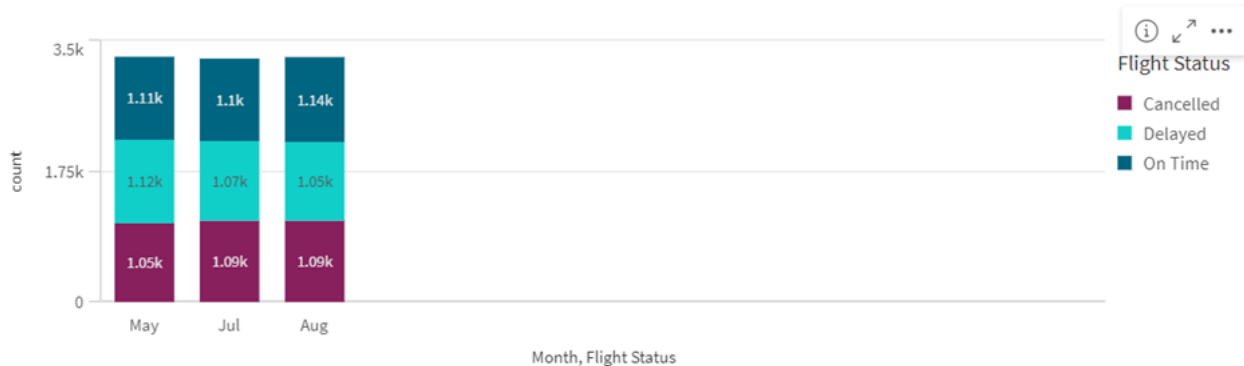 3.5k
1.75k
0
count
1.11k
1.1k
1.14k
1.12k
1.07k
1.05k
1.05k
1.09k
1.09k
May
Jul
Aug
Month, Flight Status
Flight Status
Cancelled
Delayed
On Time